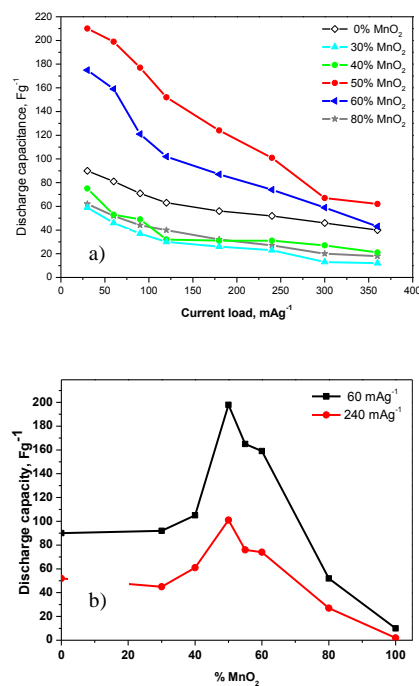 220
200
180
160
140
120
100
80
60
40
20
0
Discharge capacitance, Fg⁻¹
0% MnO₂
30% MnO₂
40% MnO₂
50% MnO₂
60% MnO₂
80% MnO₂
a)
0 50 100 150 200 250 300 350 400
Current load, mAg⁻¹
200
180
160
140
120
100
80
60
40
20
0
Discharge capacity, Fg⁻¹
60 mAg⁻¹
240 mAg⁻¹
b)
0 20 40 60 80 100
% MnO₂